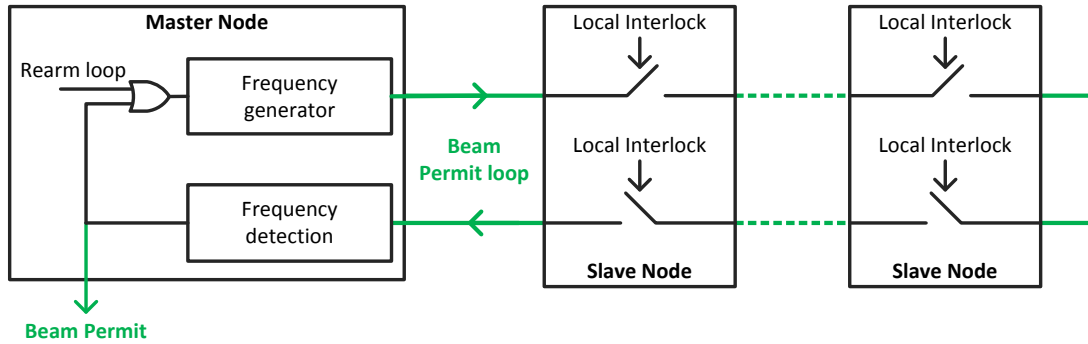 Master Node
Rearm loop
Frequency
generator
Frequency
detection
Beam Permit
Beam
Permit loop
Local Interlock
Local Interlock
Slave Node
Local Interlock
Local Interlock
Slave Node